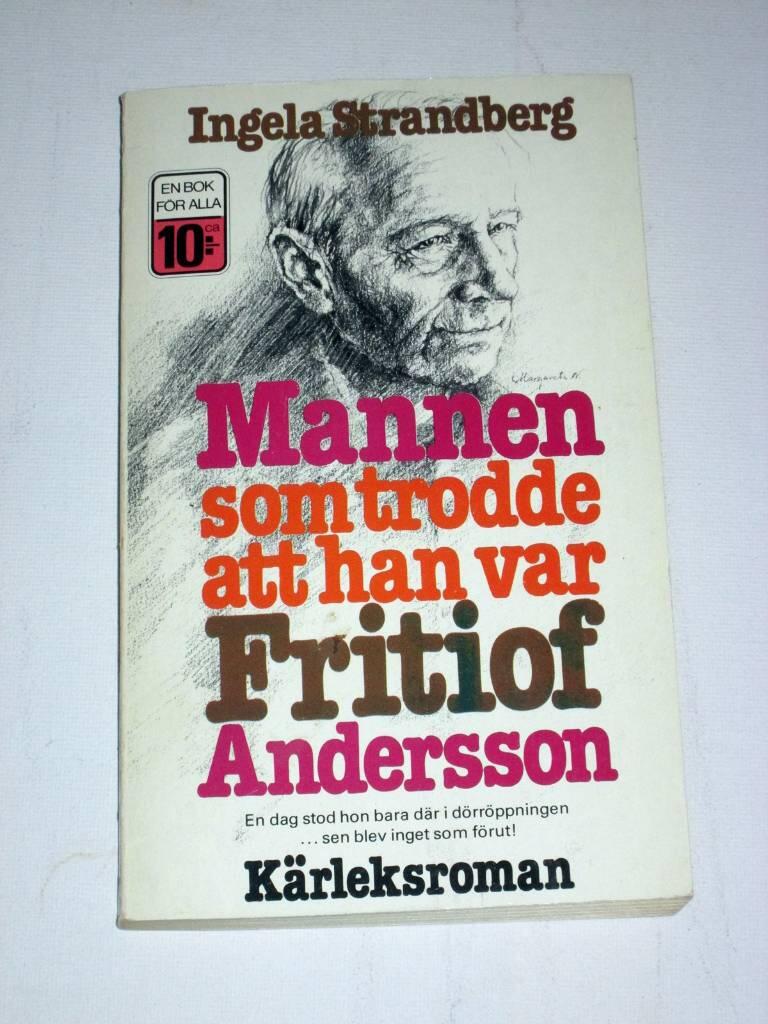 Ingela Strandberg
EN BOK
FÖR ALLA
ca
10:-
Mannen
som trodde
att han var
Fritiof
Andersson
En dag stod hon bara där i dörröppningen
... sen blev inget som förut!
Kärleksroman